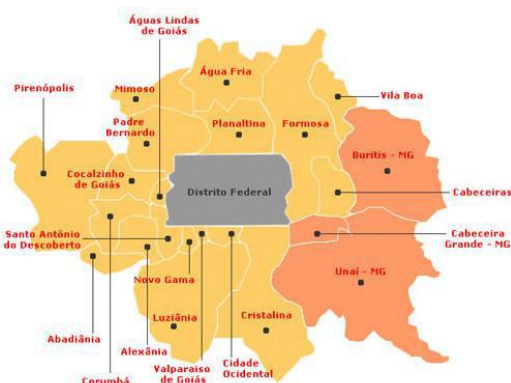 Águas Lindas
de Goiás
Pirenópolis
Mimoso
Água Fria
Vila Boa
Padre
Bernardo
Planaltina
Formosa
Buritis - MG
Cocalzinho
de Goiás
Distrito Federal
Cabeceiras
Santo Antônio
do Descoberto
Cabeceira
Grande - MG
Novo Gama
Unaí - MG
Luziânia
Cristalina
Abadiânia
Alexânia
Valparaiso
de Goiás
Cidade
Ocidental
Corumbá